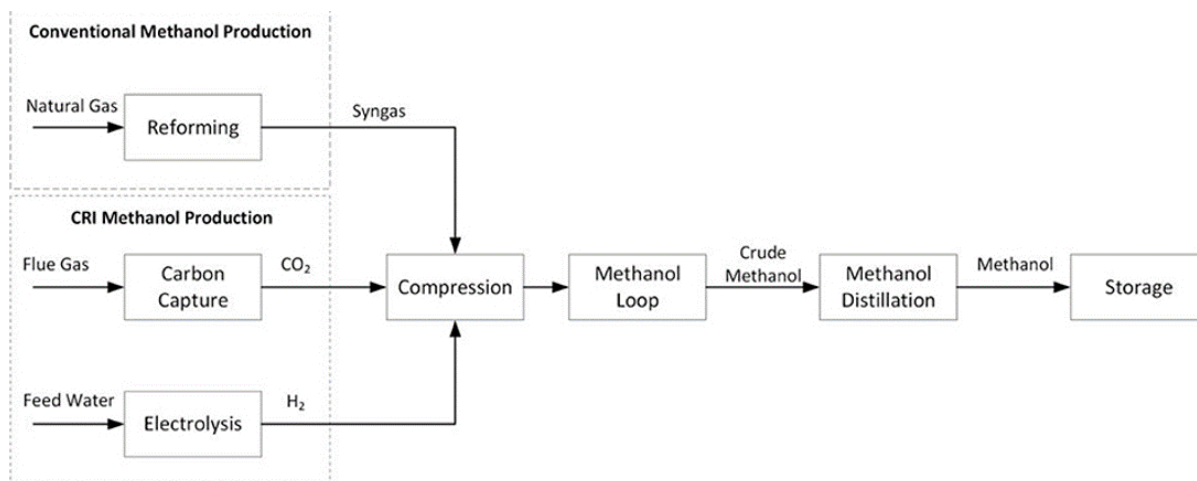 Conventional Methanol Production
Natural Gas
Reforming
Syngas
CRI Methanol Production
Flue Gas
Carbon
Capture
CO₂
Compression
Methanol
Loop
Crude
Methanol
Methanol
Distillation
Methanol
Storage
Feed Water
Electrolysis
H₂